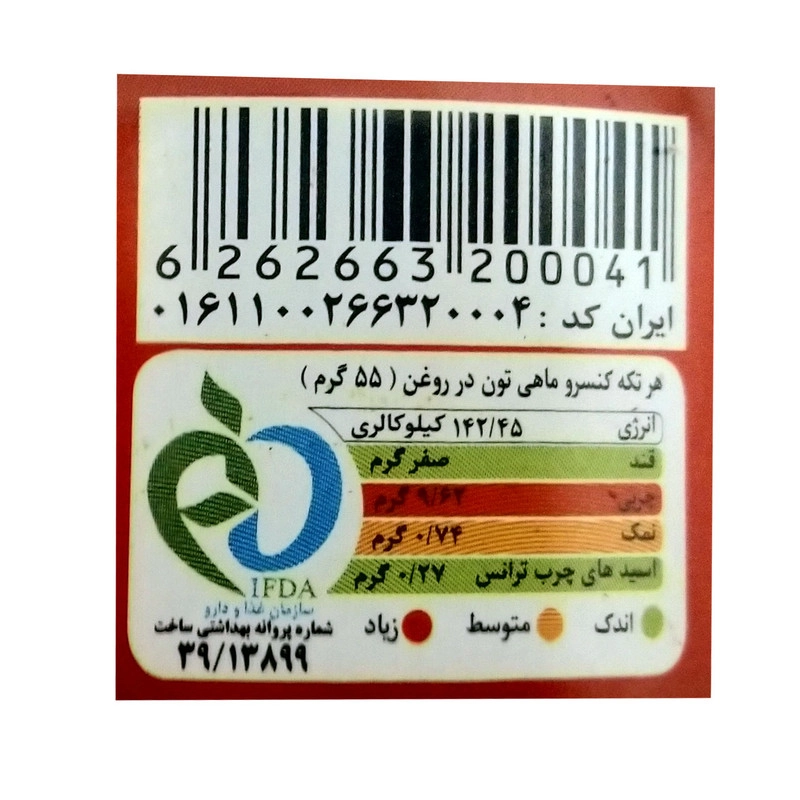 6 262663 200041
ایران کد : ۰۱۶۱۱۰۰۲۶۶۳۲۰۰۰۴
هر تکه کنسرو ماهی تون در روغن ( ۵۵ گرم )
انرژی ۱۴۲/۴۵ کیلوکالری
قند صفر گرم
چربی ۹/۶۲ گرم
نمک ۰/۷۴ گرم
اسید های چرب ترانس ۰/۲۷ گرم
IFDA
سازمان غذا و دارو
اندک متوسط زیاد
شماره پروانه بهداشتی ساخت
۳۹/۱۳۸۹۹